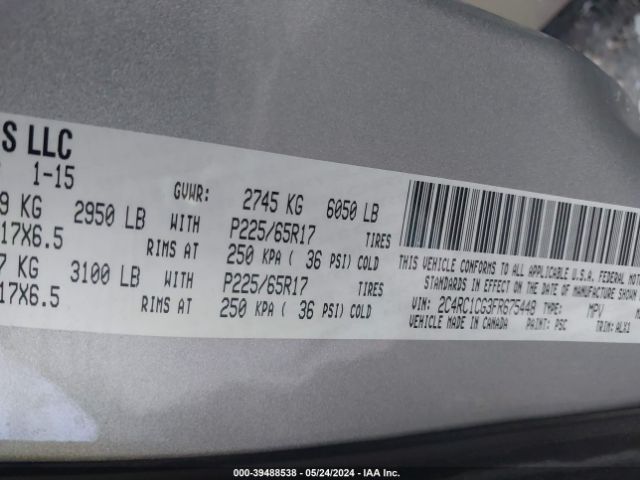 S LLC
1-15
GVWR: 2745 KG 6050 LB
9 KG 2950 LB WITH P225/65R17 TIRES
17X6.5 RIMS AT 250 KPA ( 36 PSI) COLD
7 KG 3100 LB WITH P225/65R17 TIRES
17X6.5 RIMS AT 250 KPA ( 36 PSI) COLD
THIS VEHICLE CONFORMS TO ALL APPLICABLE U.S.A. FEDERAL MOT
STANDARDS IN EFFECT ON THE DATE OF MANUFACTURE SHOWN
VIN: 2C4RC1CG3FR675448 TYPE: MPV
VEHICLE MADE IN CANADA PAINT: PSC TRIM: ALX1
000-39488538 - 05/24/2024 - IAA Inc.